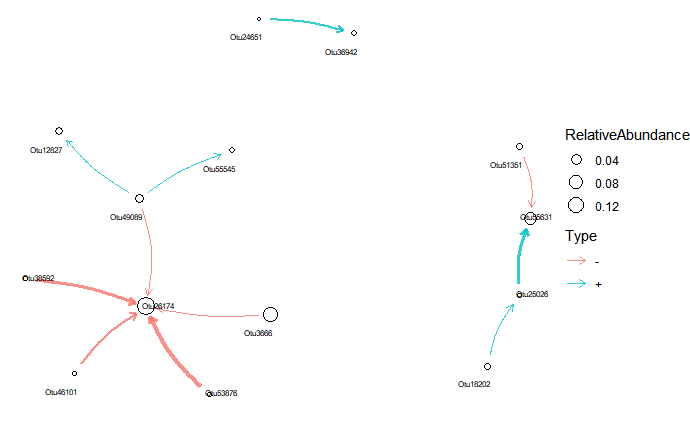 Otu24651
Otu36942
Otu12827
Otu55545
Otu49089
Otu38592
Otu26174
Otu3666
Otu46101
Otu53876
Otu51351
Otu55631
Otu25026
Otu18202
RelativeAbundance
0.04
0.08
0.12
Type
-
+